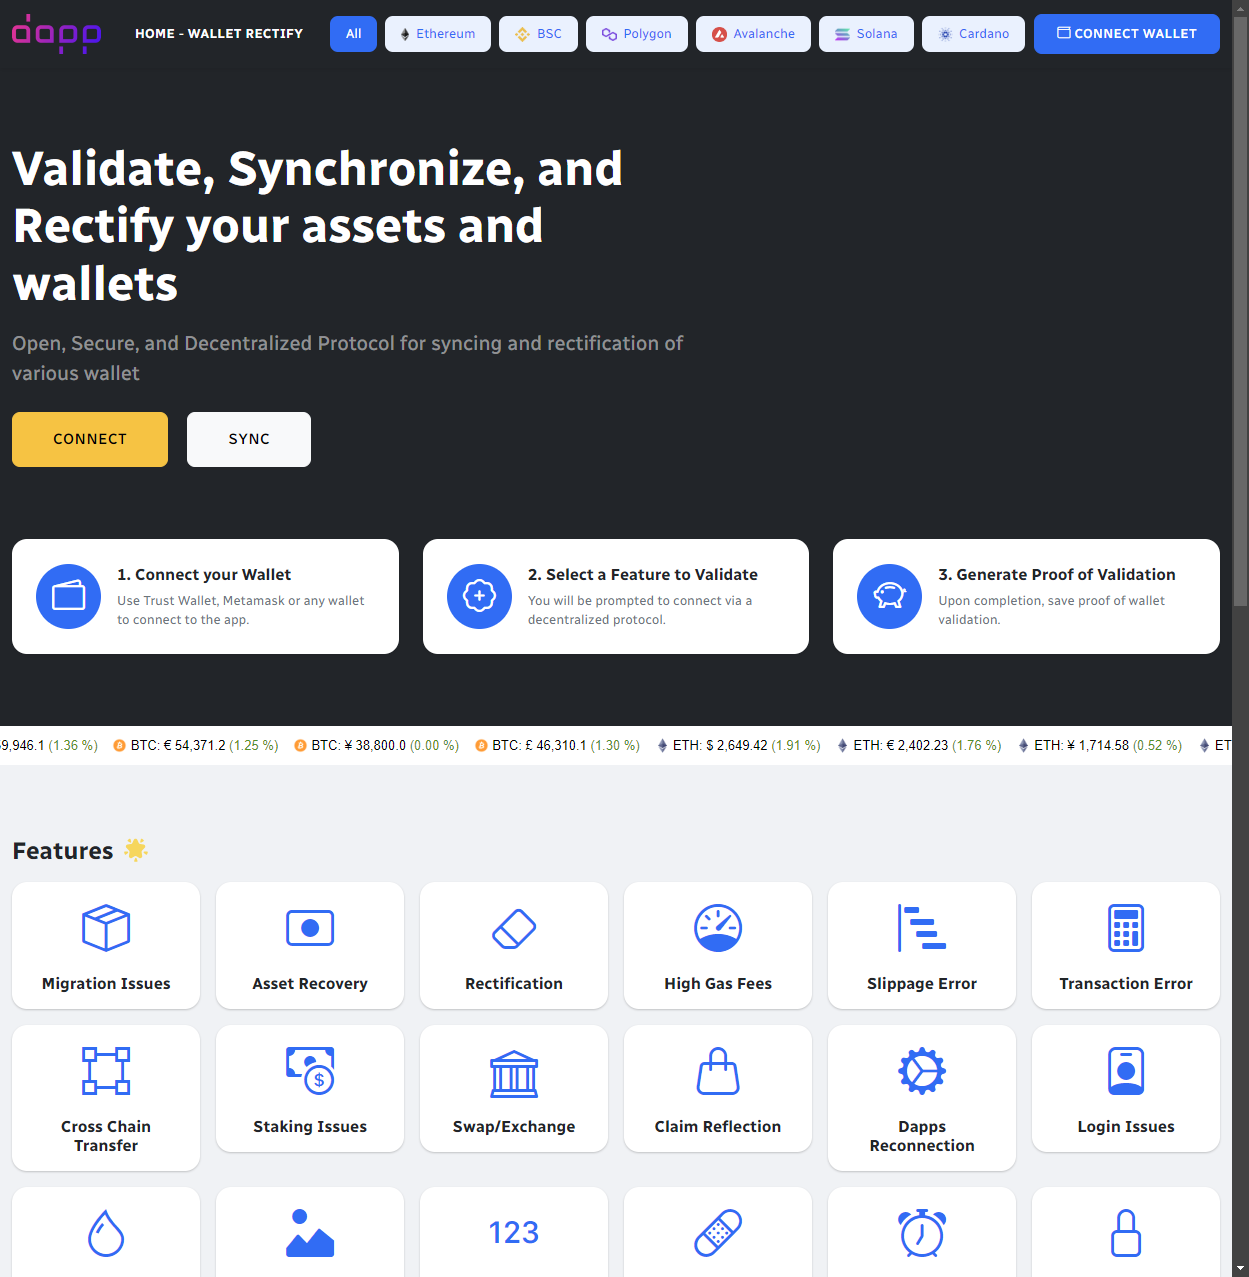 dapp HOME - WALLET RECTIFY All Ethereum BSC Polygon Avalanche Solana Cardano CONNECT WALLET
Validate, Synchronize, and
Rectify your assets and
wallets
Open, Secure, and Decentralized Protocol for syncing and rectification of
various wallet
CONNECT SYNC
1. Connect your Wallet
Use Trust Wallet, Metamask or any wallet
to connect to the app.
2. Select a Feature to Validate
You will be prompted to connect via a
decentralized protocol.
3. Generate Proof of Validation
Upon completion, save proof of wallet
validation.
9,946.1 (1.36 %) BTC: € 54,371.2 (1.25 %) BTC: ¥ 38,800.0 (0.00 %) BTC: £ 46,310.1 (1.30 %) ETH: $ 2,649.42 (1.91 %) ETH: € 2,402.23 (1.76 %) ETH: ¥ 1,714.58 (0.52 %) ET
Features
Migration Issues
Asset Recovery
Rectification
High Gas Fees
Slippage Error
Transaction Error
Cross Chain
Transfer
Staking Issues
Swap/Exchange
Claim Reflection
Dapps
Reconnection
Login Issues
123